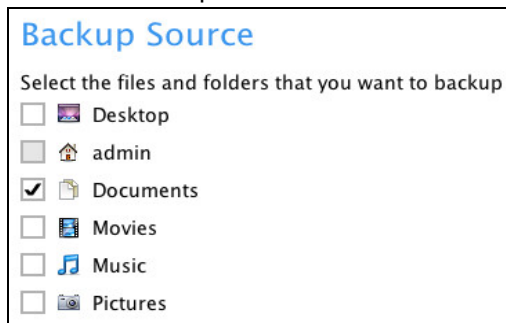 Backup Source
Select the files and folders that you want to backup
Desktop
admin
Documents
Movies
Music
Pictures